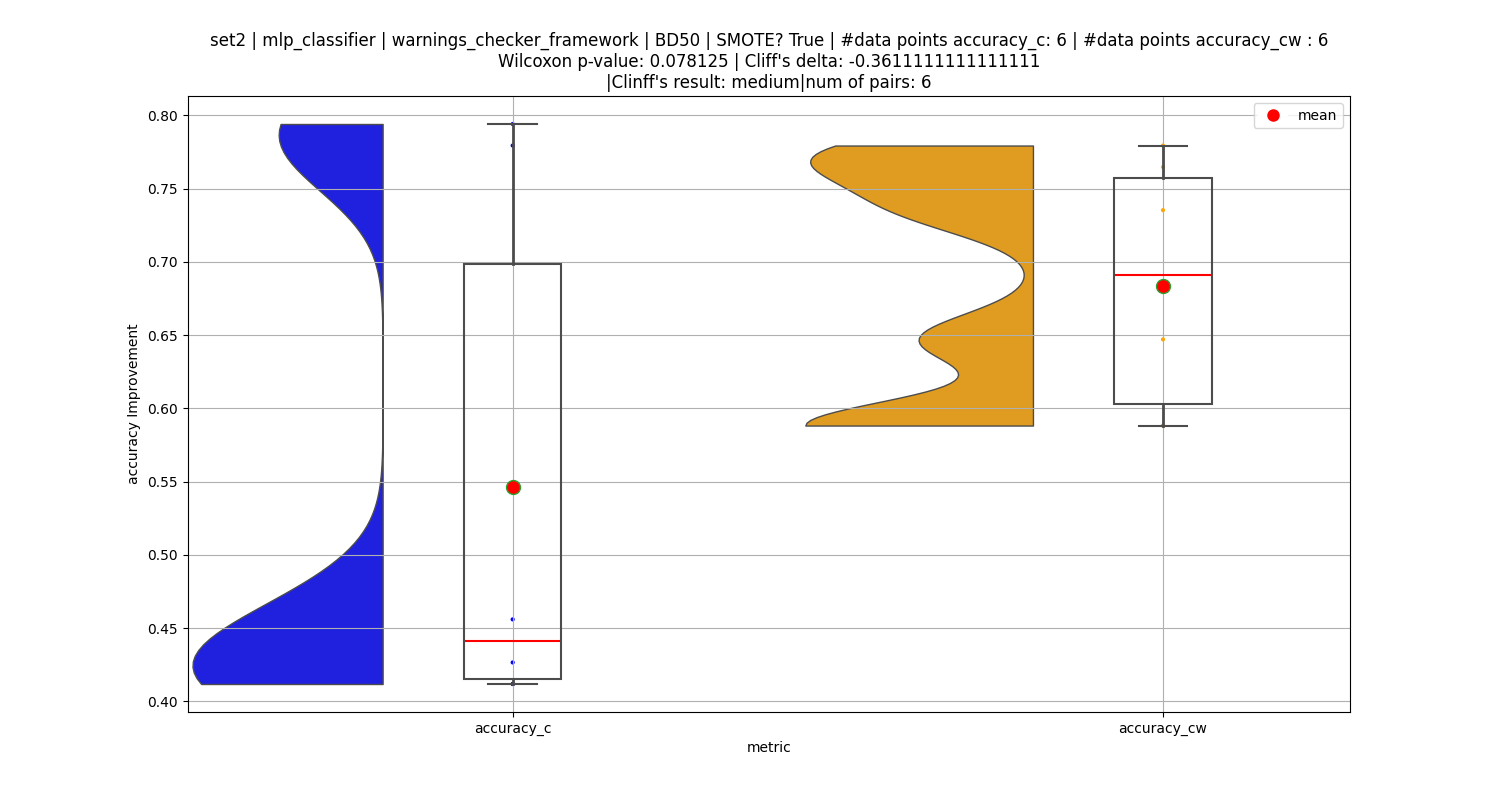 set2 | mlp_classifier | warnings_checker_framework | BD50 | SMOTE? True | #data points accuracy_c: 6 | #data points accuracy_cw : 6
Wilcoxon p-value: 0.078125 | Cliff's delta: -0.3611111111111111
|Clinff's result: medium|num of pairs: 6
mean
0.80
0.75
0.70
0.65
0.60
0.55
0.50
0.45
0.40
accuracy Improvement
accuracy_c
accuracy_cw
metric